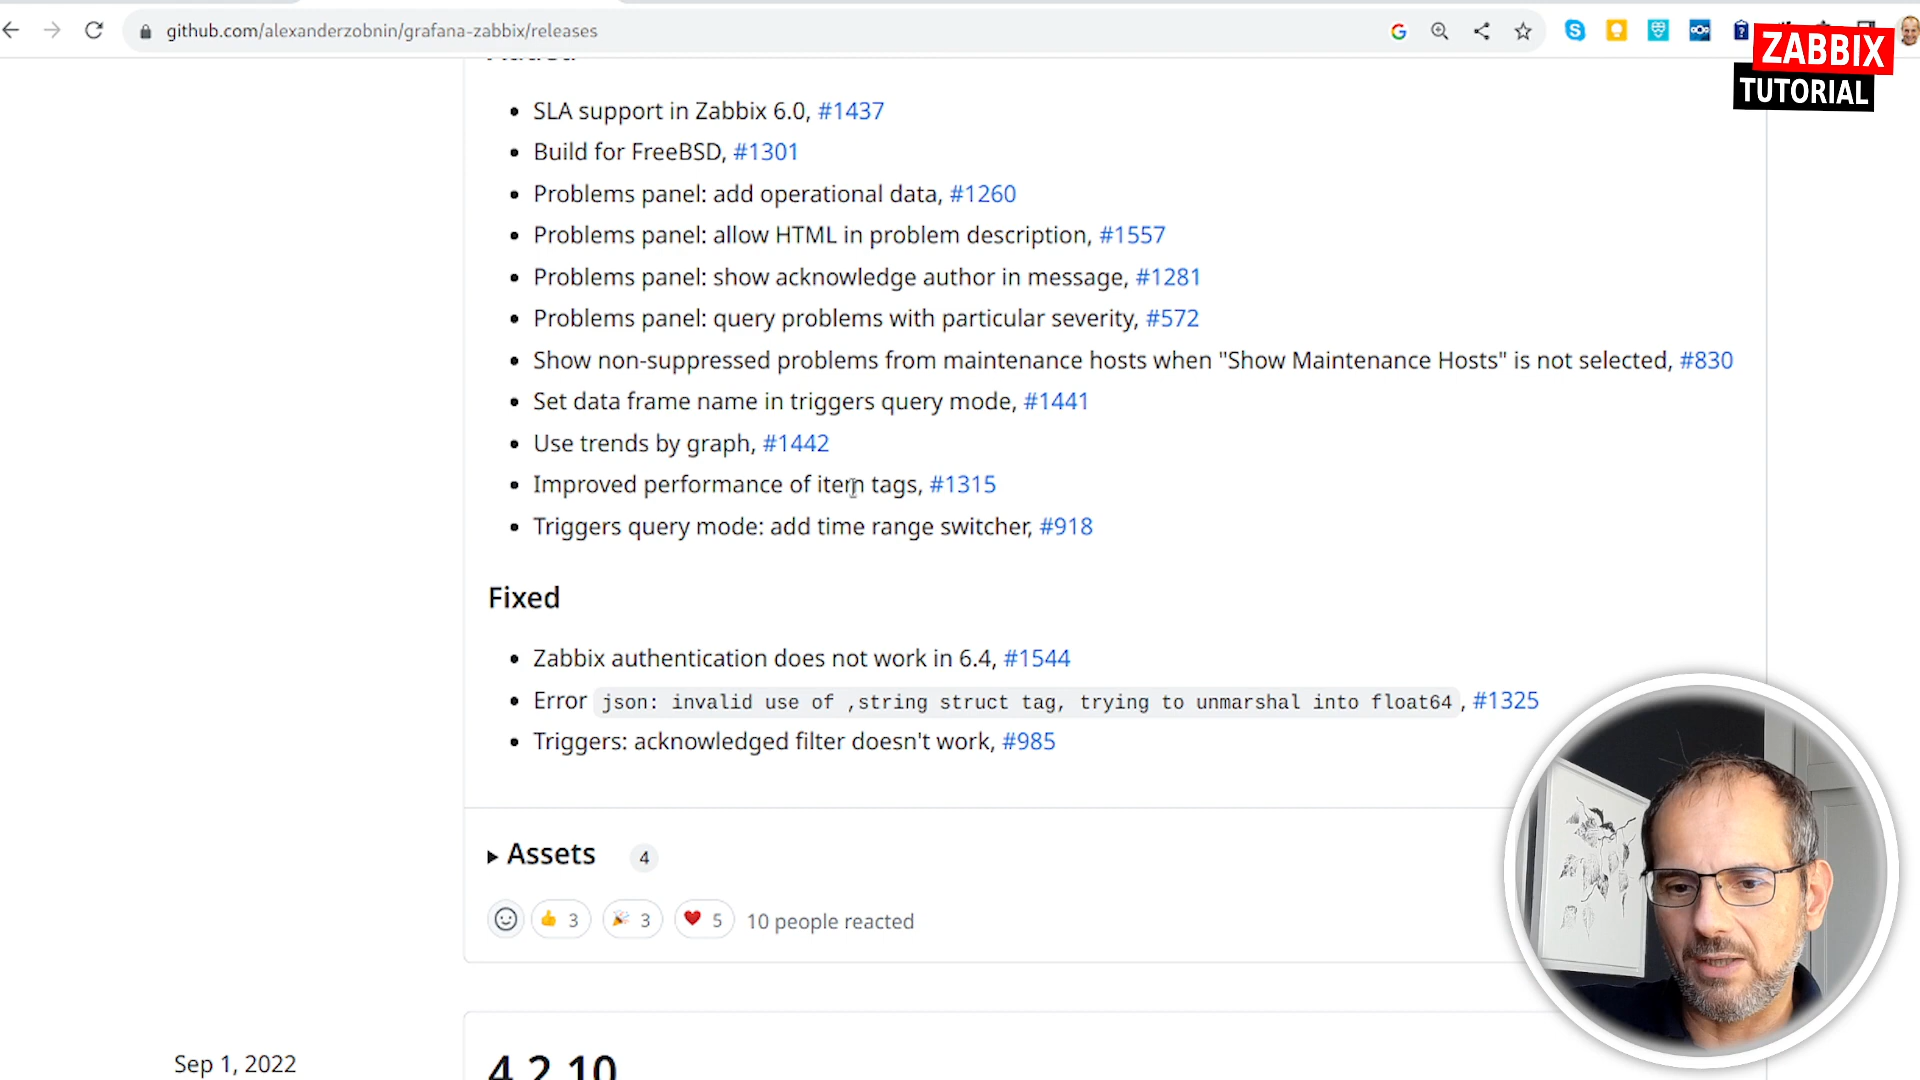 github.com/alexanderzobnin/grafana-zabbix/releases
ZABBIX
TUTORIAL
Added
SLA support in Zabbix 6.0, #1437
Build for FreeBSD, #1301
Problems panel: add operational data, #1260
Problems panel: allow HTML in problem description, #1557
Problems panel: show acknowledge author in message, #1281
Problems panel: query problems with particular severity, #572
Show non-suppressed problems from maintenance hosts when "Show Maintenance Hosts" is not selected, #830
Set data frame name in triggers query mode, #1441
Use trends by graph, #1442
Improved performance of item tags, #1315
Triggers query mode: add time range switcher, #918
Fixed
Zabbix authentication does not work in 6.4, #1544
Error json: invalid use of ,string struct tag, trying to unmarshal into float64 , #1325
Triggers: acknowledged filter doesn't work, #985
Assets 4
3 3 5 10 people reacted
Sep 1, 2022
4.2.10